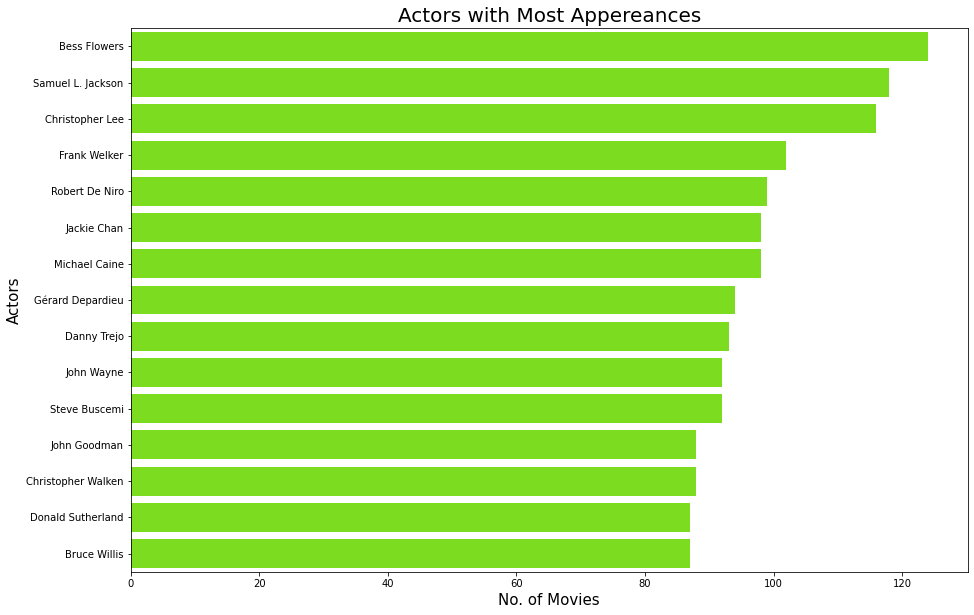 Actors with Most Appereances
Actors
Bess Flowers
Samuel L. Jackson
Christopher Lee
Frank Welker
Robert De Niro
Jackie Chan
Michael Caine
Gérard Depardieu
Danny Trejo
John Wayne
Steve Buscemi
John Goodman
Christopher Walken
Donald Sutherland
Bruce Willis
0 20 40 60 80 100 120
No. of Movies